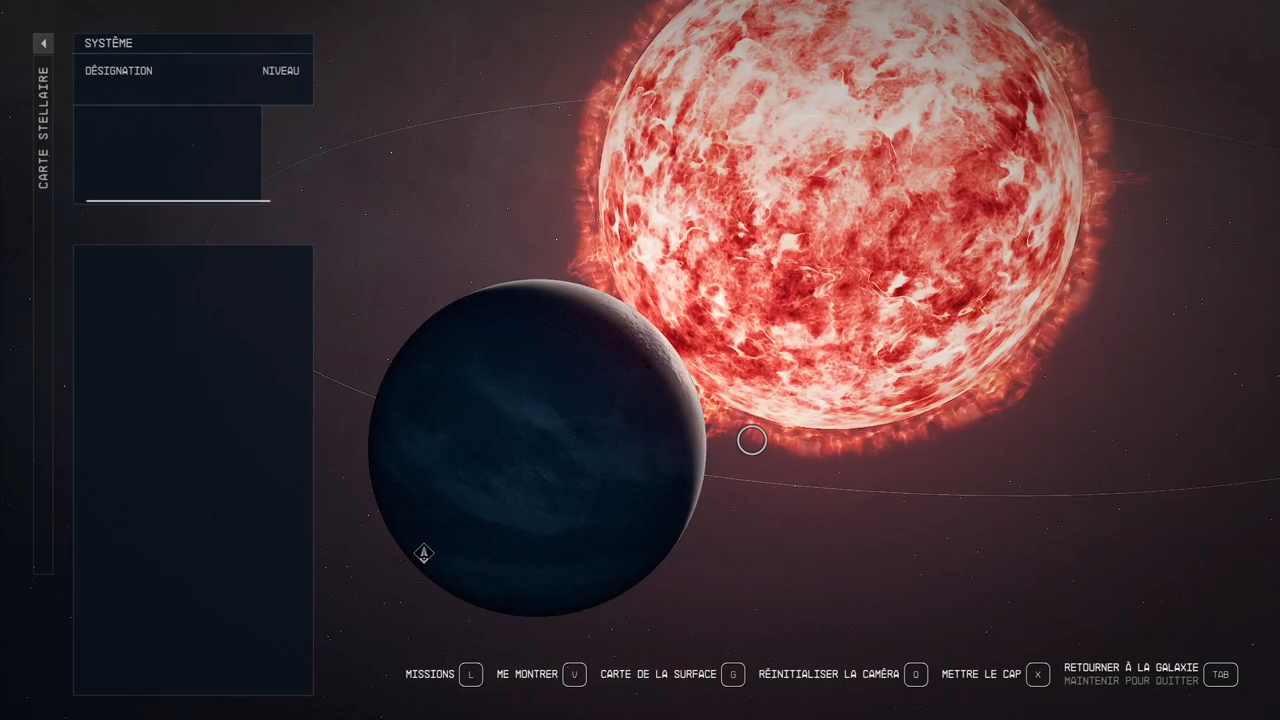 SYSTÈME
DÉSIGNATION NIVEAU
CARTE STELLAIRE
MISSIONS L
ME MONTRER V
CARTE DE LA SURFACE G
RÉINITIALISER LA CAMÉRA Q
METTRE LE CAP X
RETOURNER À LA GALAXIE
MAINTENIR POUR QUITTER TAB